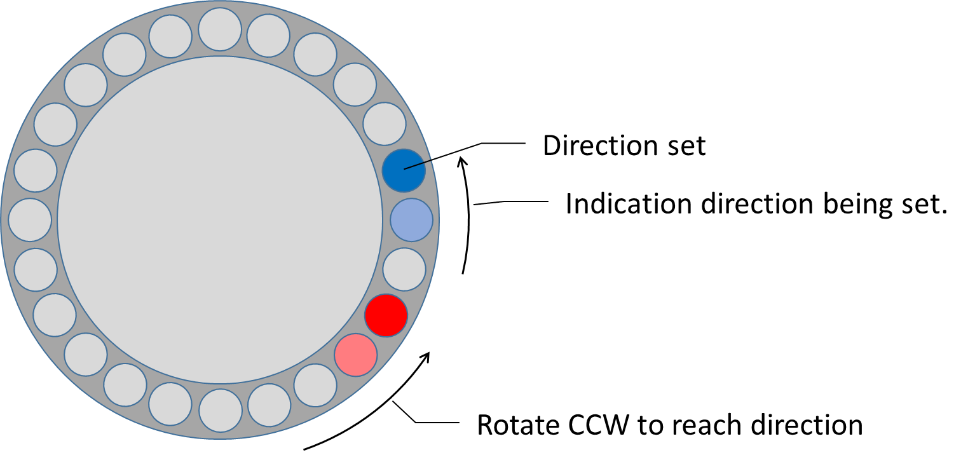 Direction set
Indication direction being set.
Rotate CCW to reach direction